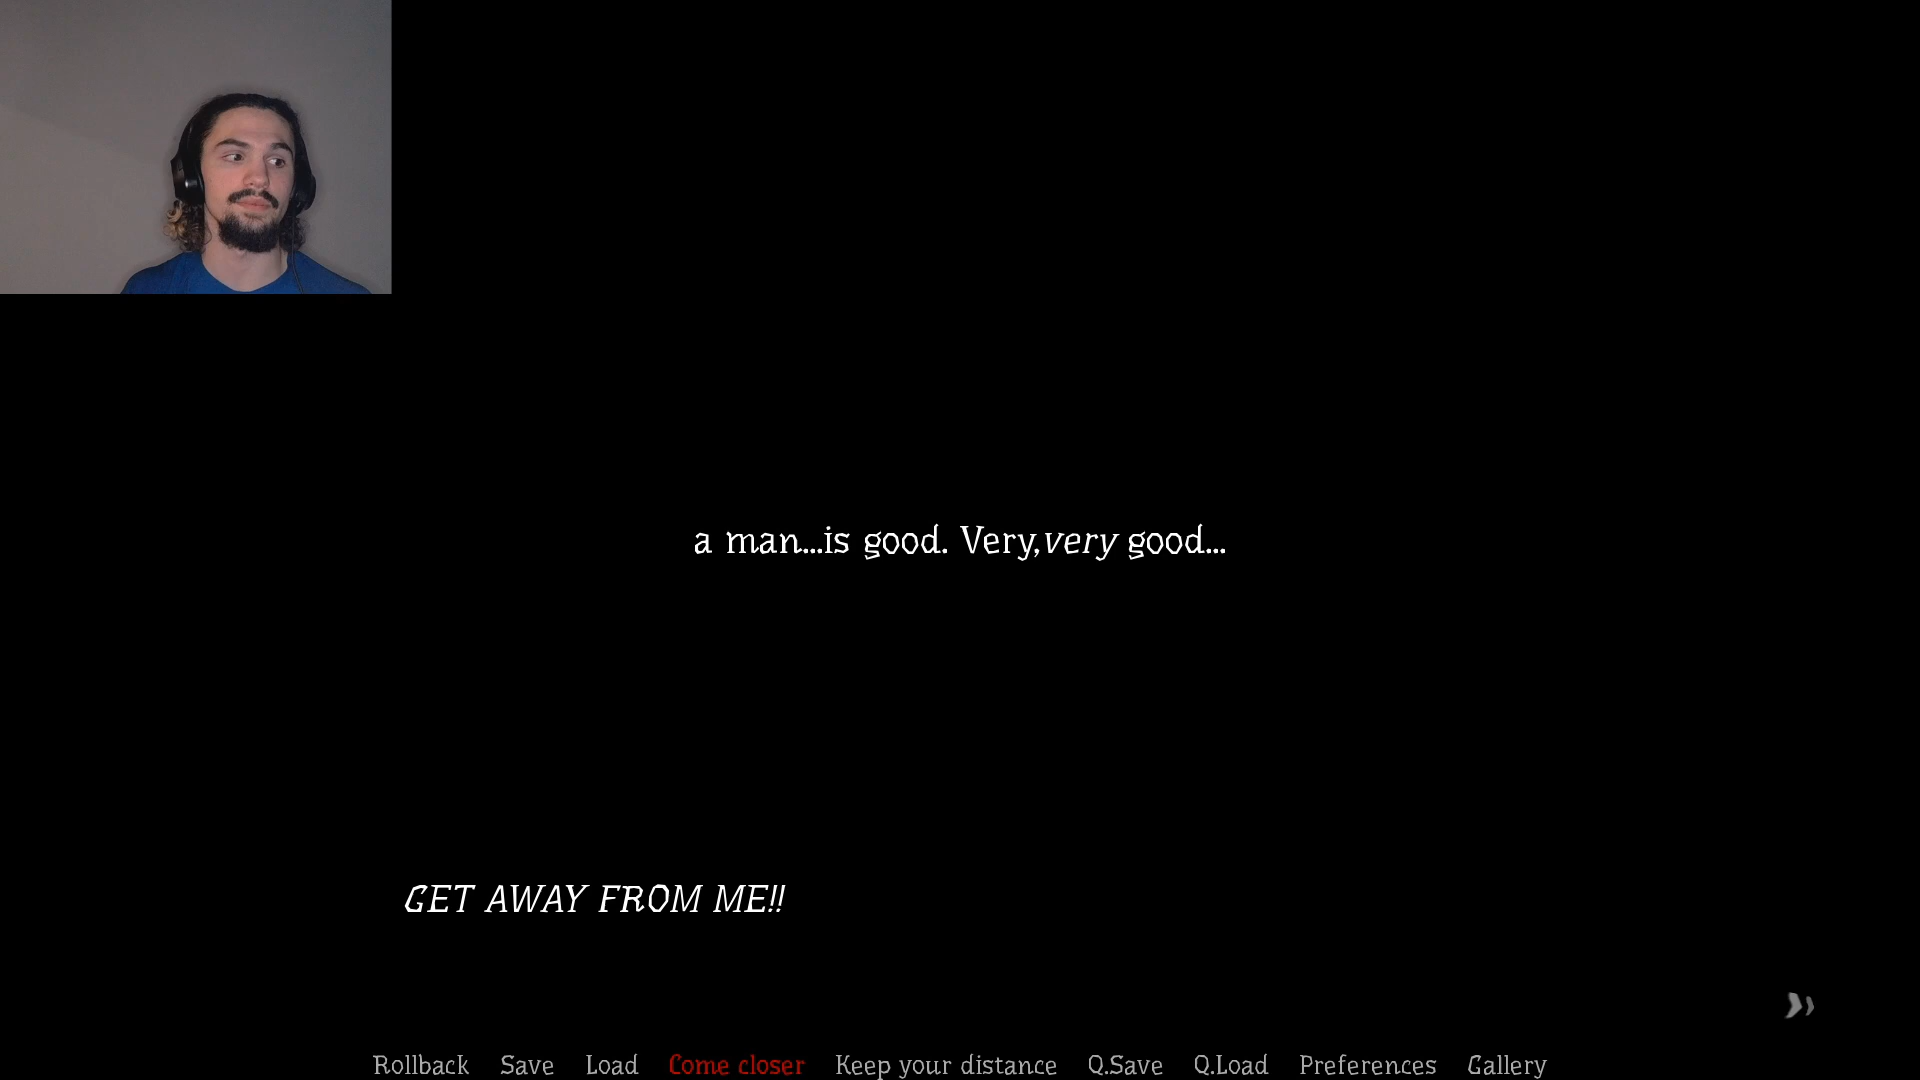 a man...is good. Very,very good...
GET AWAY FROM ME!!
Rollback Save Load Come closer Keep your distance Q.Save Q.Load Preferences Gallery